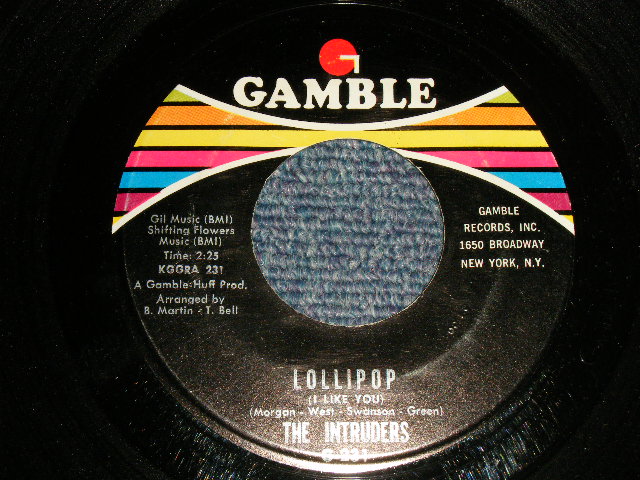 GAMBLE
Gil Music (BMI)
Shifting Flowers
Music (BMI)
Time: 2:25
KGGRA 231
A Gamble-Huff Prod.
Arranged by
B. Martin - T. Bell
GAMBLE
RECORDS, INC.
1650 BROADWAY
NEW YORK, N.Y.
LOLLIPOP
(I LIKE YOU)
(Morgan - West - Swanson - Green)
THE INTRUDERS
G-231